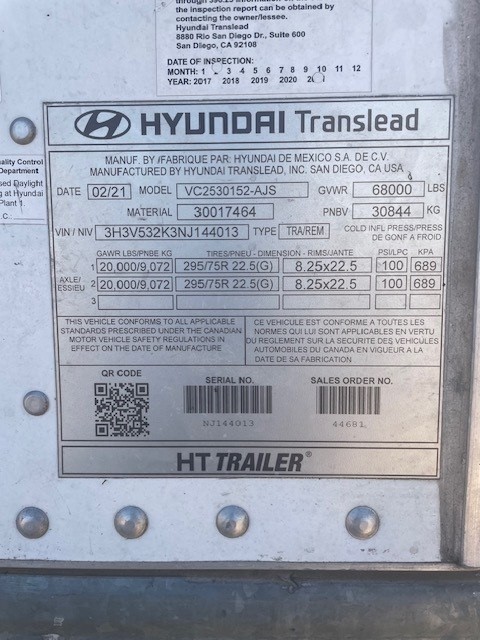 the inspection report can be obtained by
contacting the owner/lessee.
Hyundai Translead
8880 Rio San Diego Dr., Suite 600
San Diego, CA 92108
DATE OF INSPECTION:
MONTH: 1 3 4 5 6 7 8 9 10 11 12
YEAR: 2017 2018 2019 2020
ality Control
Department
sed Daylight
g at Hyundai
Plant 1.
C
HYUNDAI Translead
MANUF. BY /FABRIQUE PAR: HYUNDAI DE MEXICO S.A. DE C.V.
MANUFACTURED BY HYUNDAI TRANSLEAD, INC. SAN DIEGO, CA USA
DATE 02/21 MODEL VC2530152-AJS GVWR 68000 LBS
MATERIAL 30017464 PNBV 30844 KG
VIN / NIV 3H3V532K3NJ144013 TYPE TRA/REM COLD INFL PRESS/PRESS DE GONF A FROID
GAWR LBS/PNBE KG TIRES/PNEU - DIMENSION - RIMS/JANTE PSI/LPC KPA
AXLE/ ESSIEU
1 20,000/9,072 295/75R 22.5(G) 8.25x22.5 100 689
2 20,000/9,072 295/75R 22.5(G) 8.25x22.5 100 689
3
THIS VEHICLE CONFORMS TO ALL APPLICABLE
STANDARDS PRESCRIBED UNDER THE CANADIAN
MOTOR VEHICLE SAFETY REGULATIONS IN
EFFECT ON THE DATE OF MANUFACTURE
CE VEHICULE EST CONFORME A TOUTES LES
NORMES QUI LUI SONT APPLICABLES EN VERTU
DU REGLEMENT SUR LA SECURITE DES VEHICULES
AUTOMOBILES DU CANADA EN VIGUEUR A LA
DATE DE SA FABRICATION
QR CODE
SERIAL NO.
NJ144013
SALES ORDER NO.
44681
HT TRAILER®